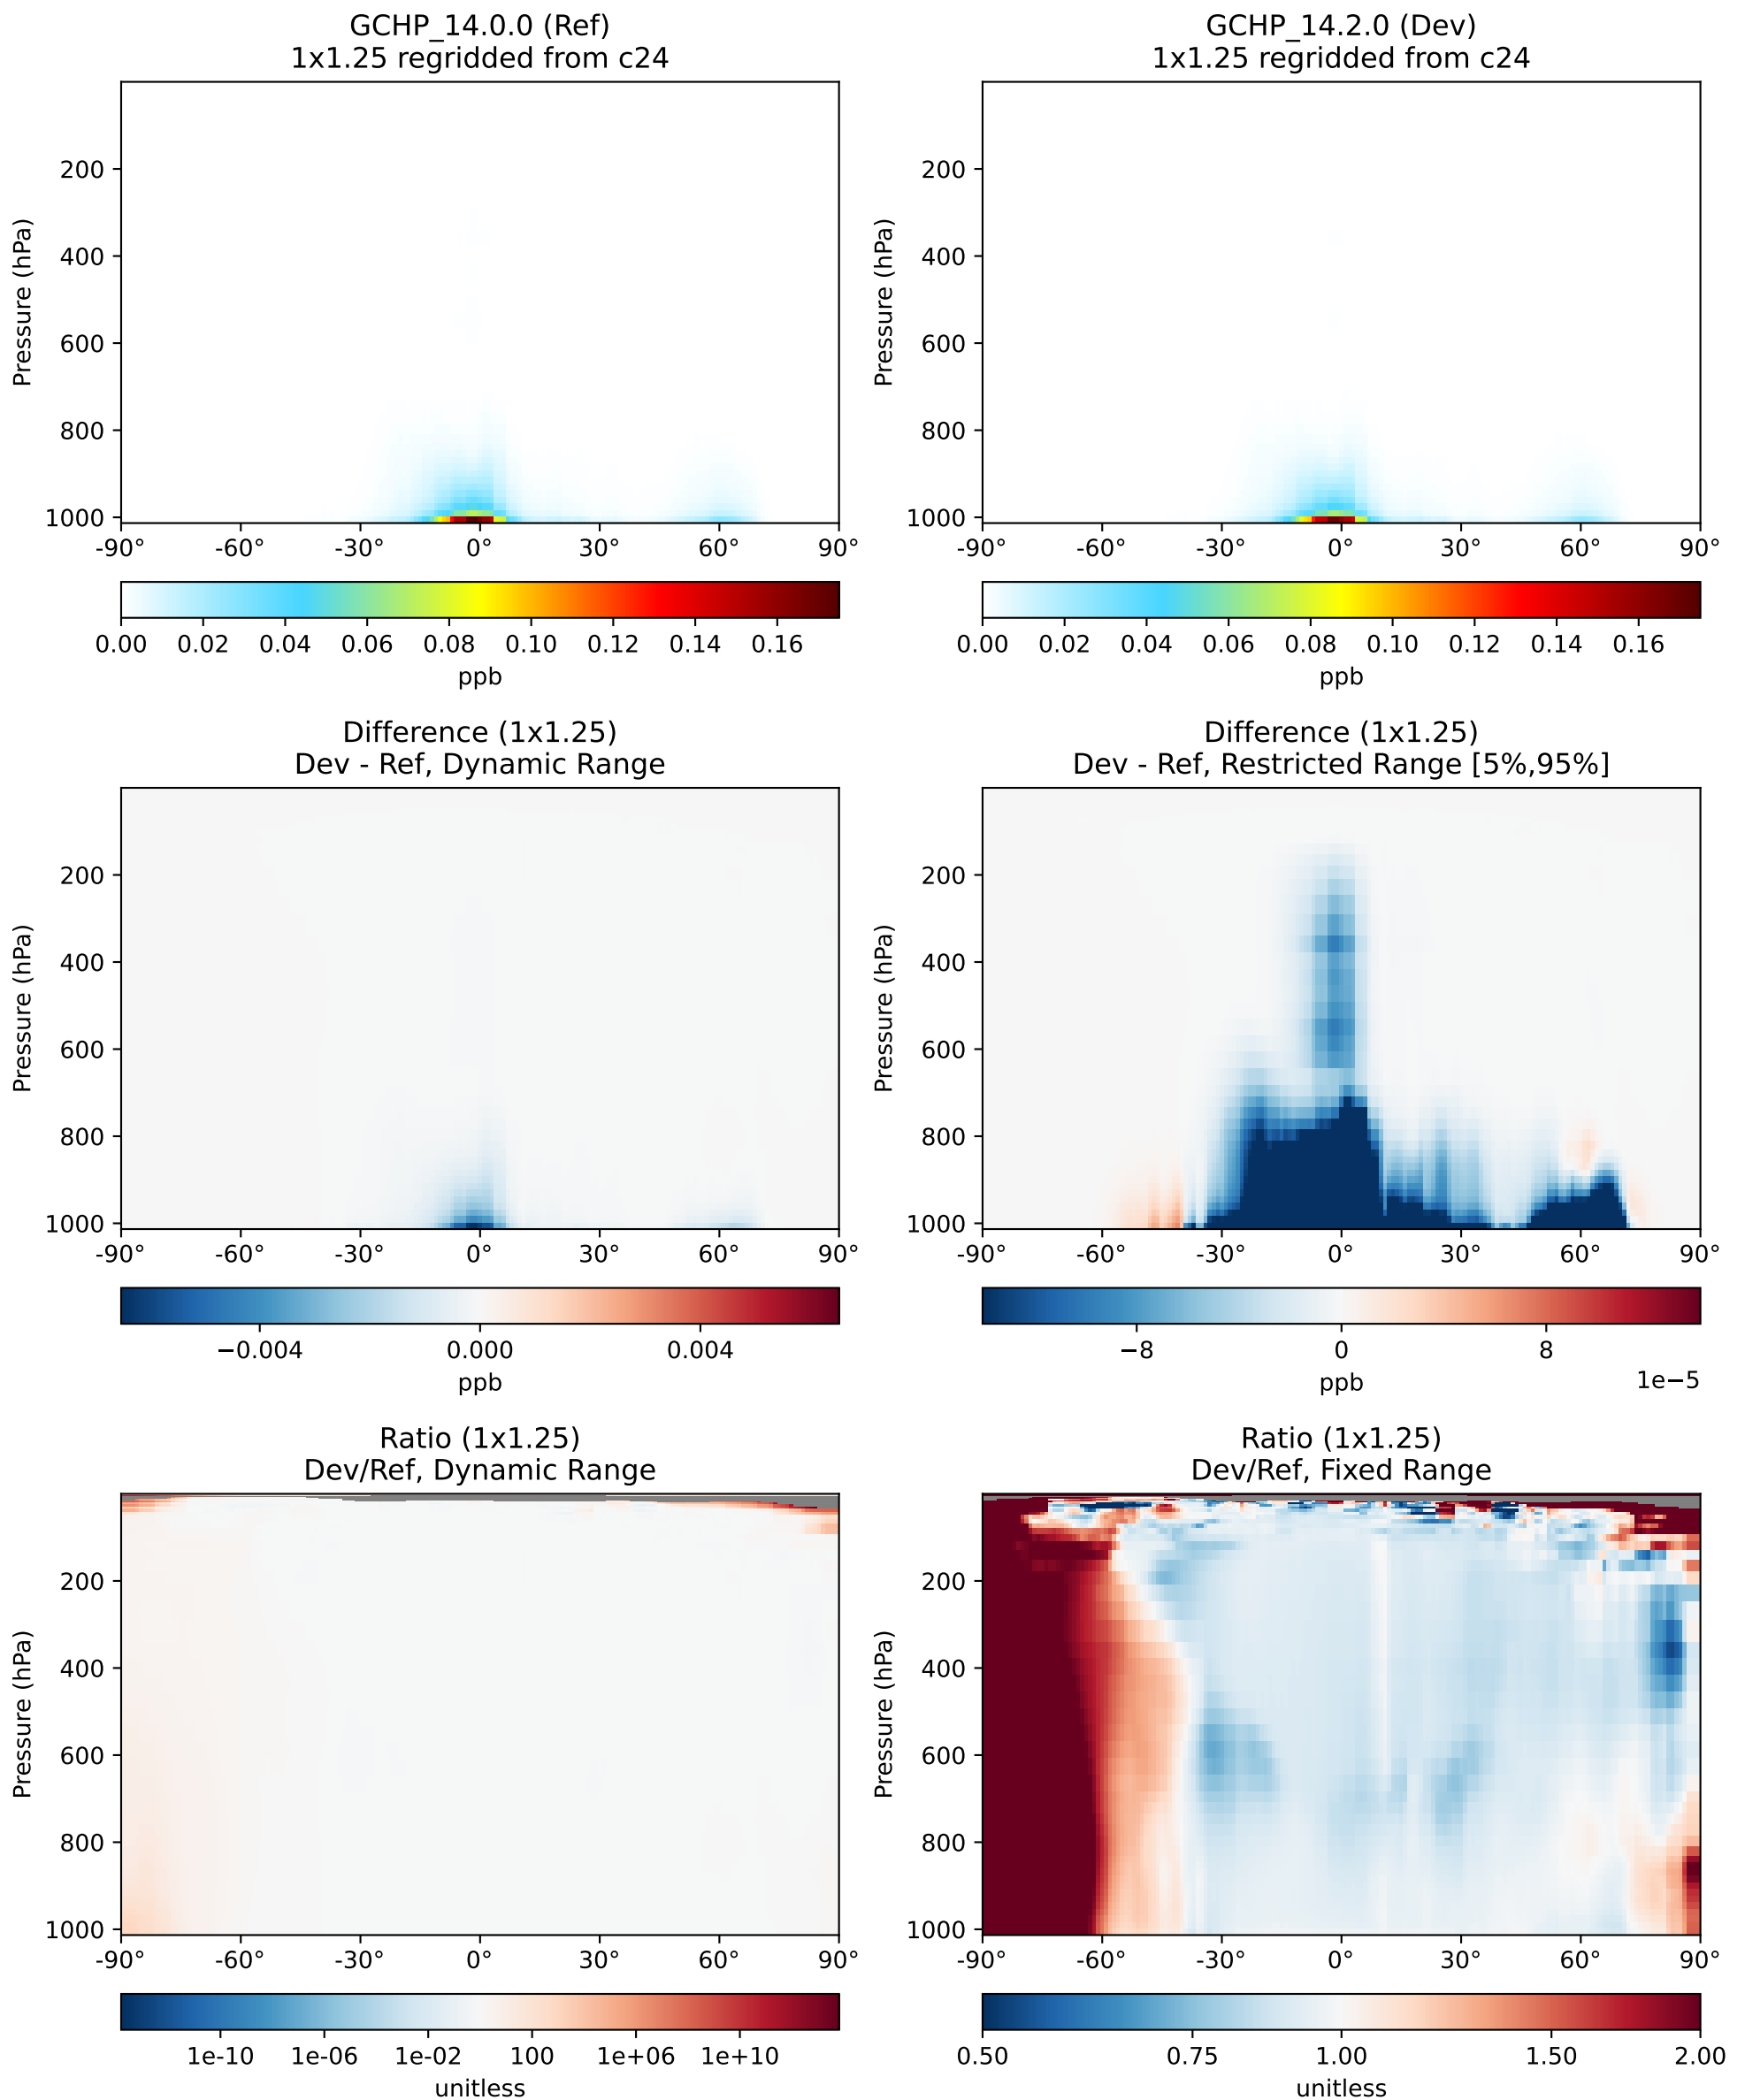 GCHP_14.0.0 (Ref)
1x1.25 regridded from c24
Pressure (hPa)
200
400
600
800
1000
-90° -60° -30° 0° 30° 60° 90°
0.00 0.02 0.04 0.06 0.08 0.10 0.12 0.14 0.16
ppb
GCHP_14.2.0 (Dev)
1x1.25 regridded from c24
Pressure (hPa)
200
400
600
800
1000
-90° -60° -30° 0° 30° 60° 90°
0.00 0.02 0.04 0.06 0.08 0.10 0.12 0.14 0.16
ppb
Difference (1x1.25)
Dev - Ref, Dynamic Range
Pressure (hPa)
200
400
600
800
1000
-90° -60° -30° 0° 30° 60° 90°
−0.004 0.000 0.004
ppb
Difference (1x1.25)
Dev - Ref, Restricted Range [5%,95%]
Pressure (hPa)
200
400
600
800
1000
-90° -60° -30° 0° 30° 60° 90°
−8 0 8
1e−5
ppb
Ratio (1x1.25)
Dev/Ref, Dynamic Range
Pressure (hPa)
200
400
600
800
1000
-90° -60° -30° 0° 30° 60° 90°
1e-10 1e-06 1e-02 100 1e+06 1e+10
unitless
Ratio (1x1.25)
Dev/Ref, Fixed Range
Pressure (hPa)
200
400
600
800
1000
-90° -60° -30° 0° 30° 60° 90°
0.50 0.75 1.00 1.50 2.00
unitless